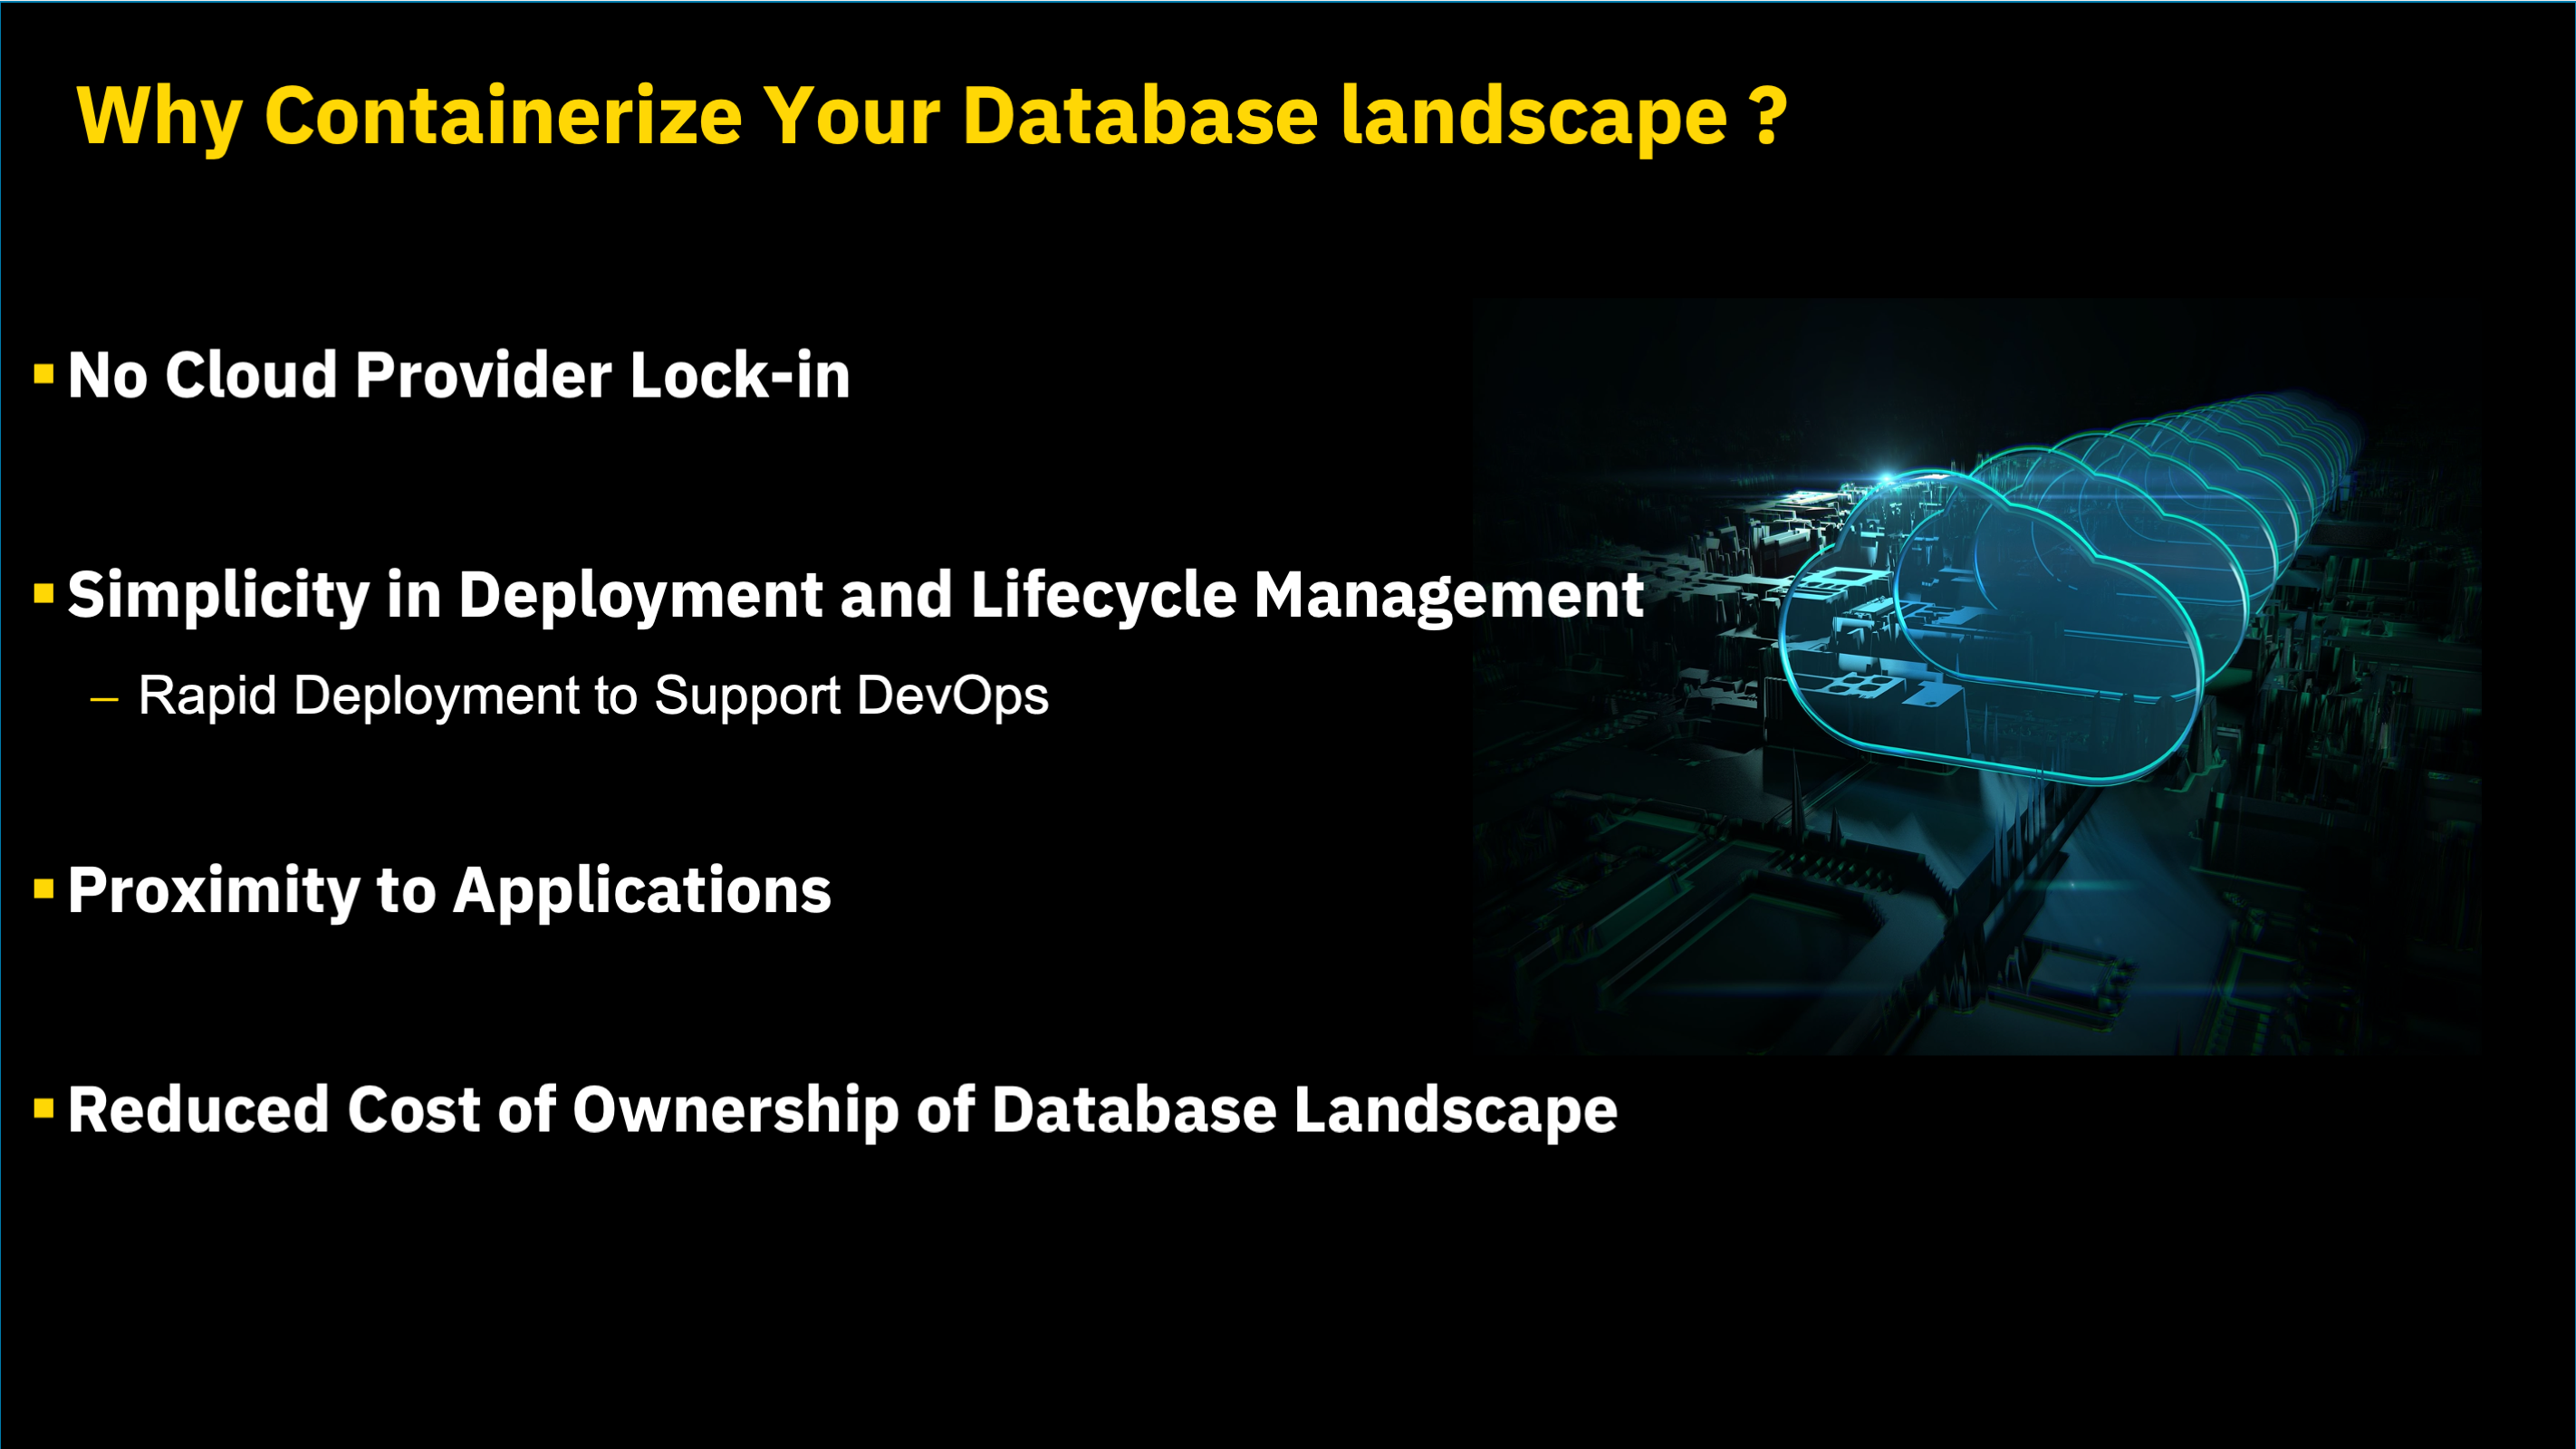 Why Containerize Your Database landscape ?
▪ No Cloud Provider Lock-in
▪ Simplicity in Deployment and Lifecycle Management
– Rapid Deployment to Support DevOps
▪ Proximity to Applications
▪ Reduced Cost of Ownership of Database Landscape